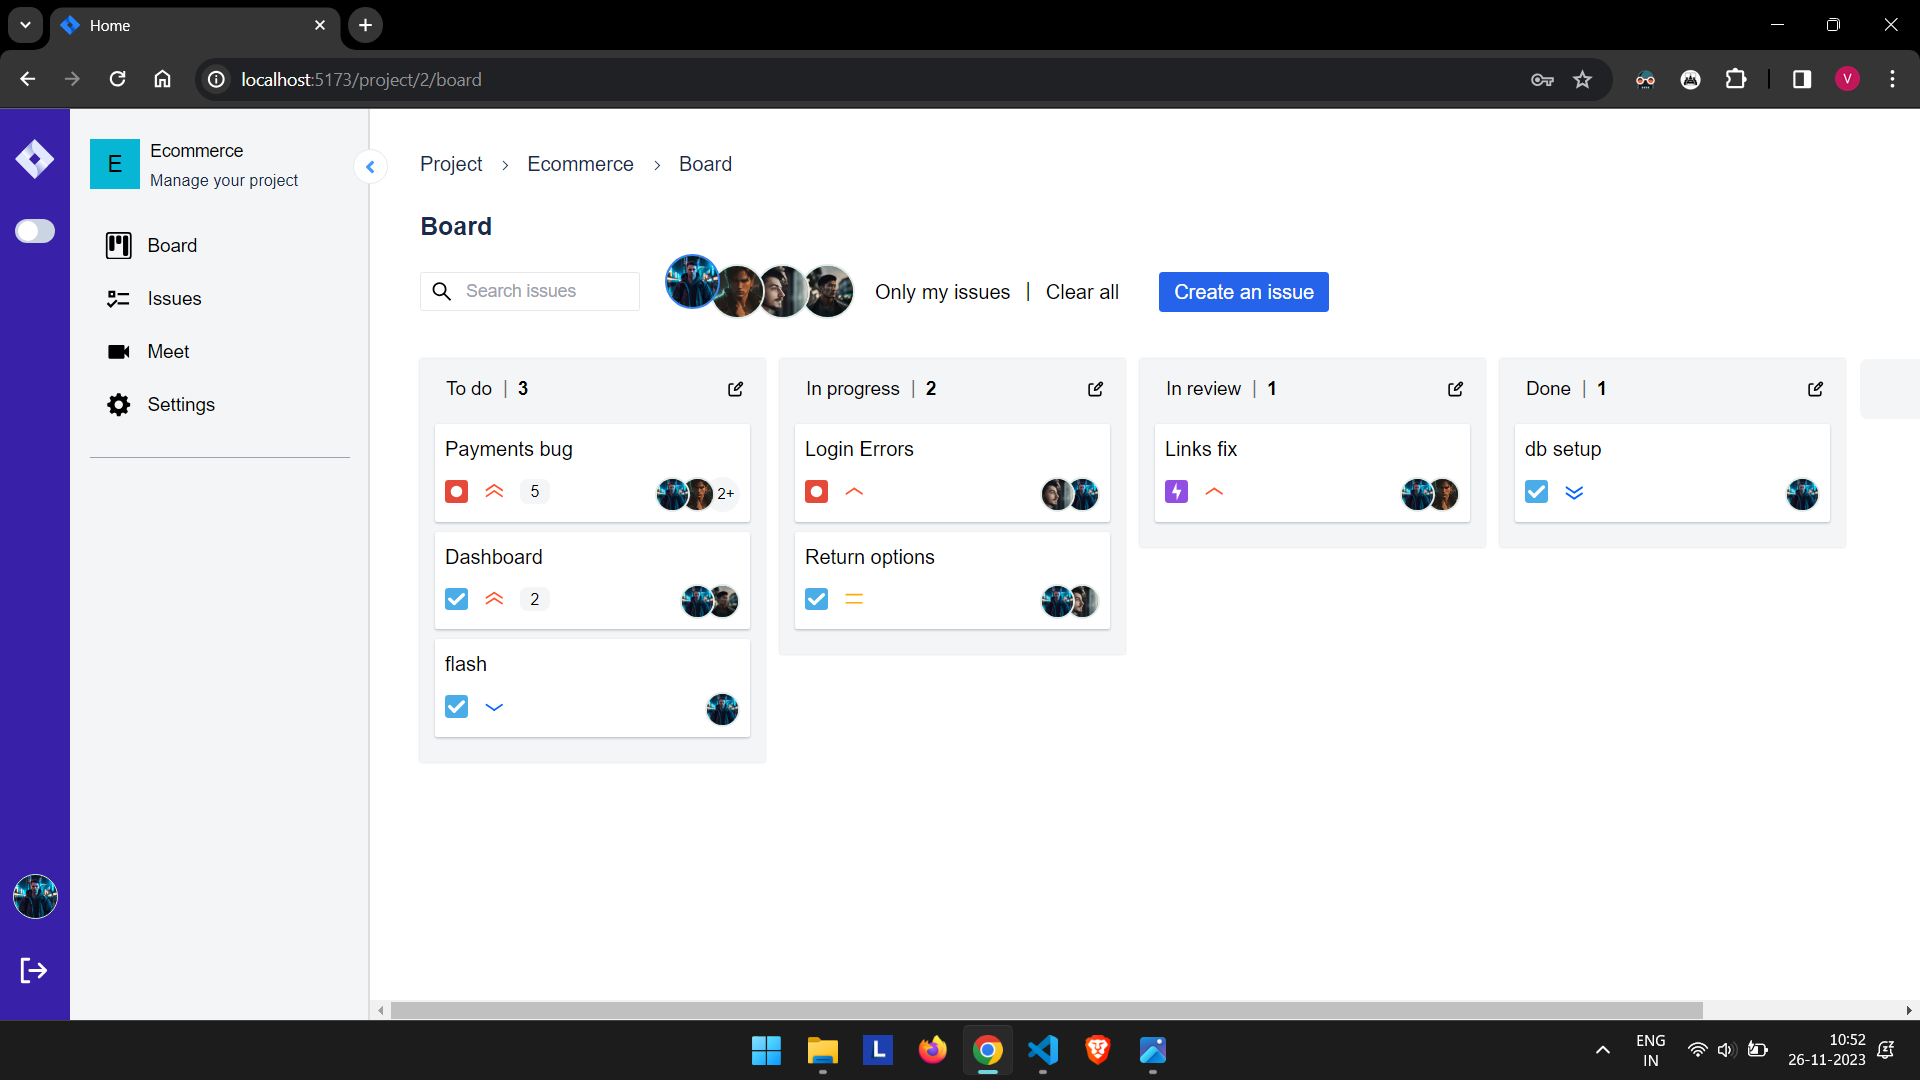 Home
localhost:5173/project/2/board
V
E
Ecommerce
Manage your project
Board
Issues
Meet
Settings
Project > Ecommerce > Board
Board
Search issues
Only my issues | Clear all
Create an issue
To do | 3
Payments bug
5
2+
Dashboard
2
flash
In progress | 2
Login Errors
Return options
In review | 1
Links fix
Done | 1
db setup
L
ENG
IN
10:52
26-11-2023